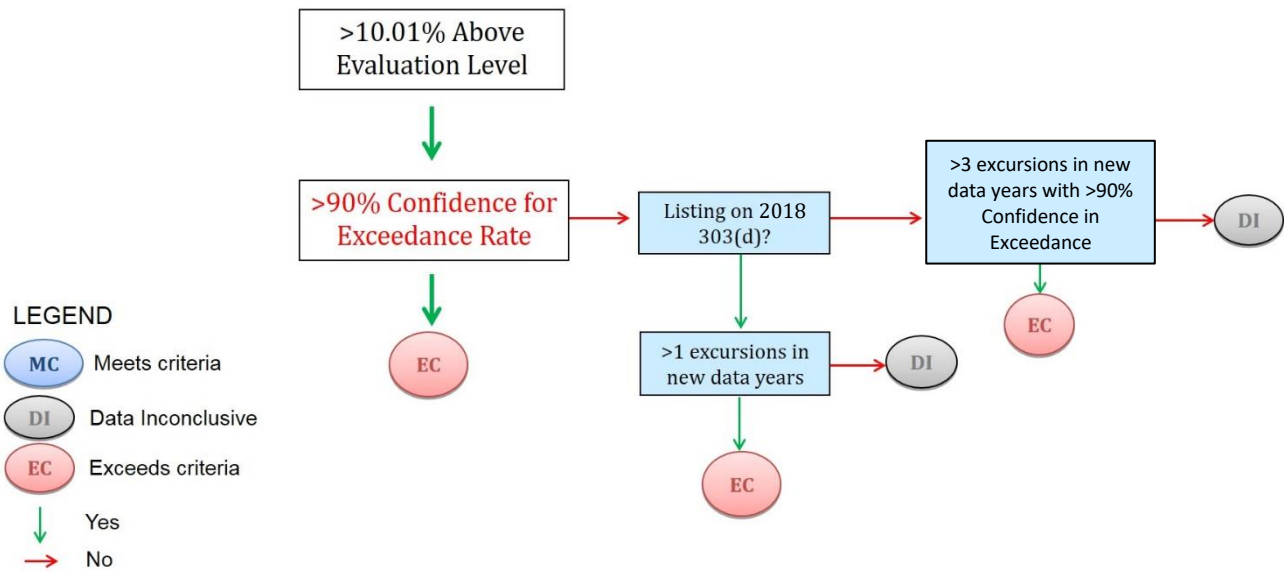 >10.01% Above
Evaluation Level
>90% Confidence for
Exceedance Rate
Listing on 2018
303(d)?
>3 excursions in new
data years with >90%
Confidence in
Exceedance
DI
EC
>1 excursions in
new data years
DI
EC
EC
LEGEND
MC Meets criteria
DI Data Inconclusive
EC Exceeds criteria
Yes
No